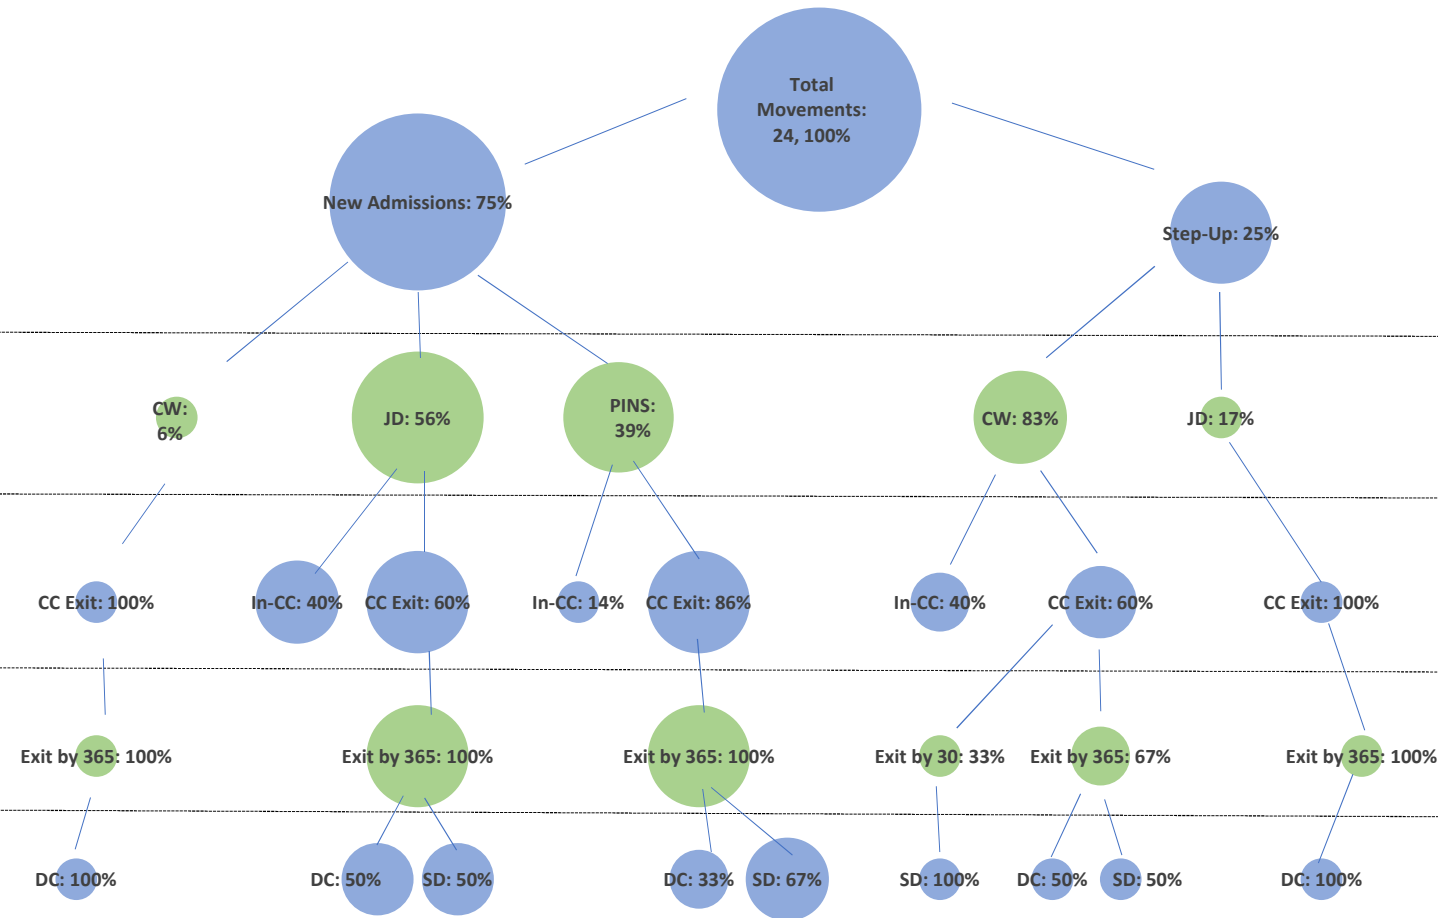 Total
Movements:
24, 100%
New Admissions: 75%
Step-Up: 25%
CW:
6%
JD: 56%
PINS:
39%
CW: 83%
JD: 17%
CC Exit: 100%
In-CC: 40%
CC Exit: 60%
In-CC: 14%
CC Exit: 86%
In-CC: 40%
CC Exit: 60%
CC Exit: 100%
Exit by 365: 100%
Exit by 365: 100%
Exit by 365: 100%
Exit by 30: 33%
Exit by 365: 67%
Exit by 365: 100%
DC: 100%
DC: 50%
SD: 50%
DC: 33%
SD: 67%
SD: 100%
DC: 50%
SD: 50%
DC: 100%